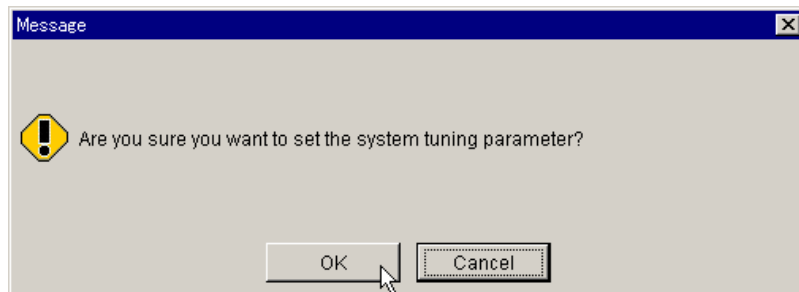 Message
Are you sure you want to set the system tuning parameter?
OK
Cancel